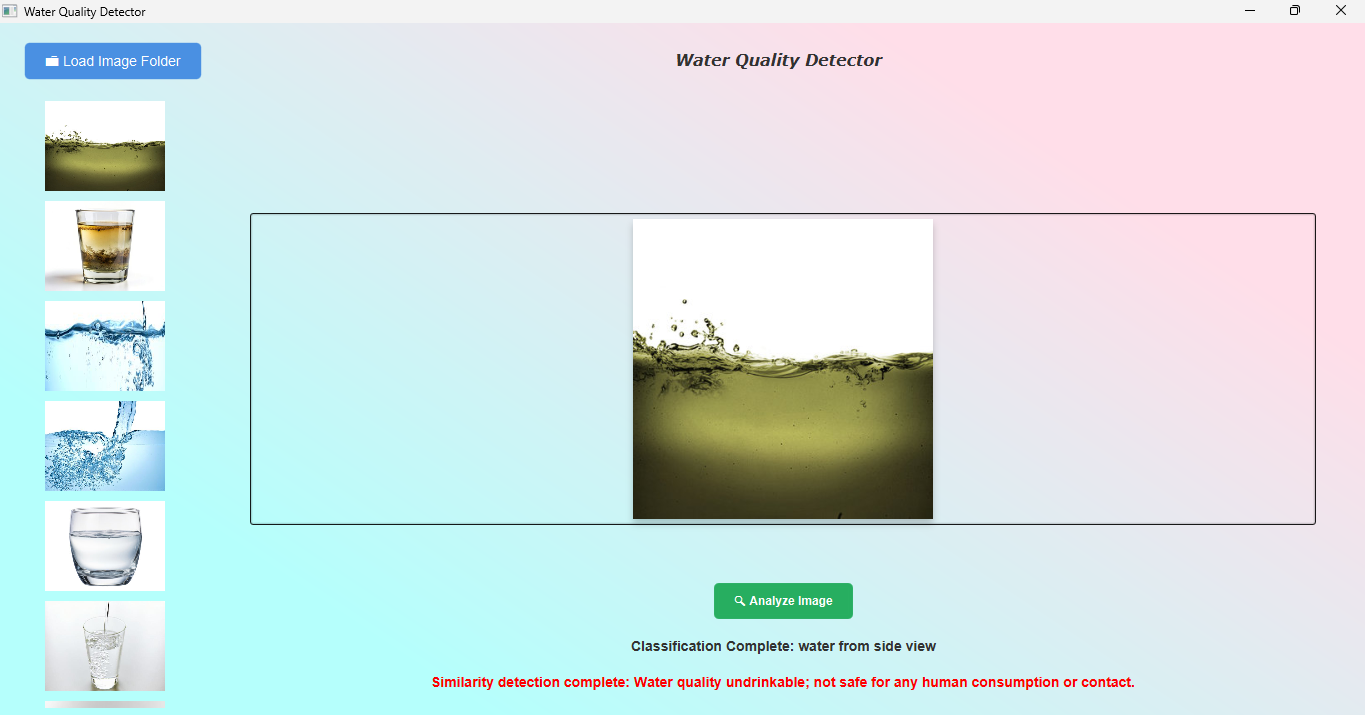 Water Quality Detector
Load Image Folder
Water Quality Detector
Analyze Image
Classification Complete: water from side view
Similarity detection complete: Water quality undrinkable; not safe for any human consumption or contact.